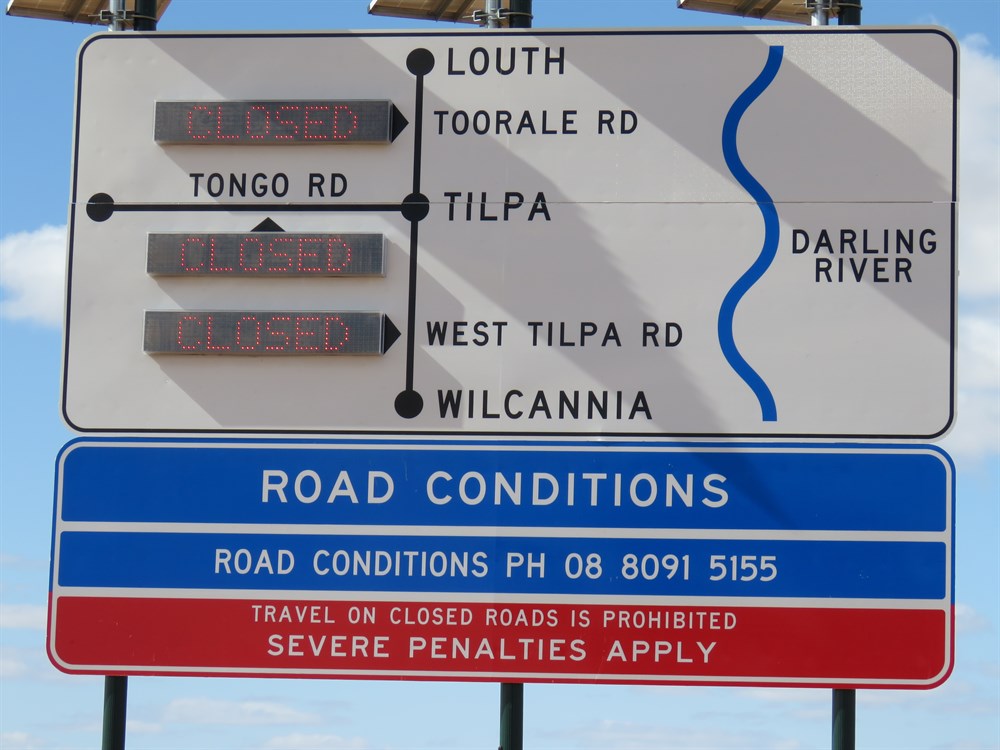 LOUTH
CLOSED
TOORALE RD
TONGO RD
TILPA
CLOSED
DARLING
RIVER
CLOSED
WEST TILPA RD
WILCANNIA
ROAD CONDITIONS
ROAD CONDITIONS PH 08 8091 5155
TRAVEL ON CLOSED ROADS IS PROHIBITED
SEVERE PENALTIES APPLY